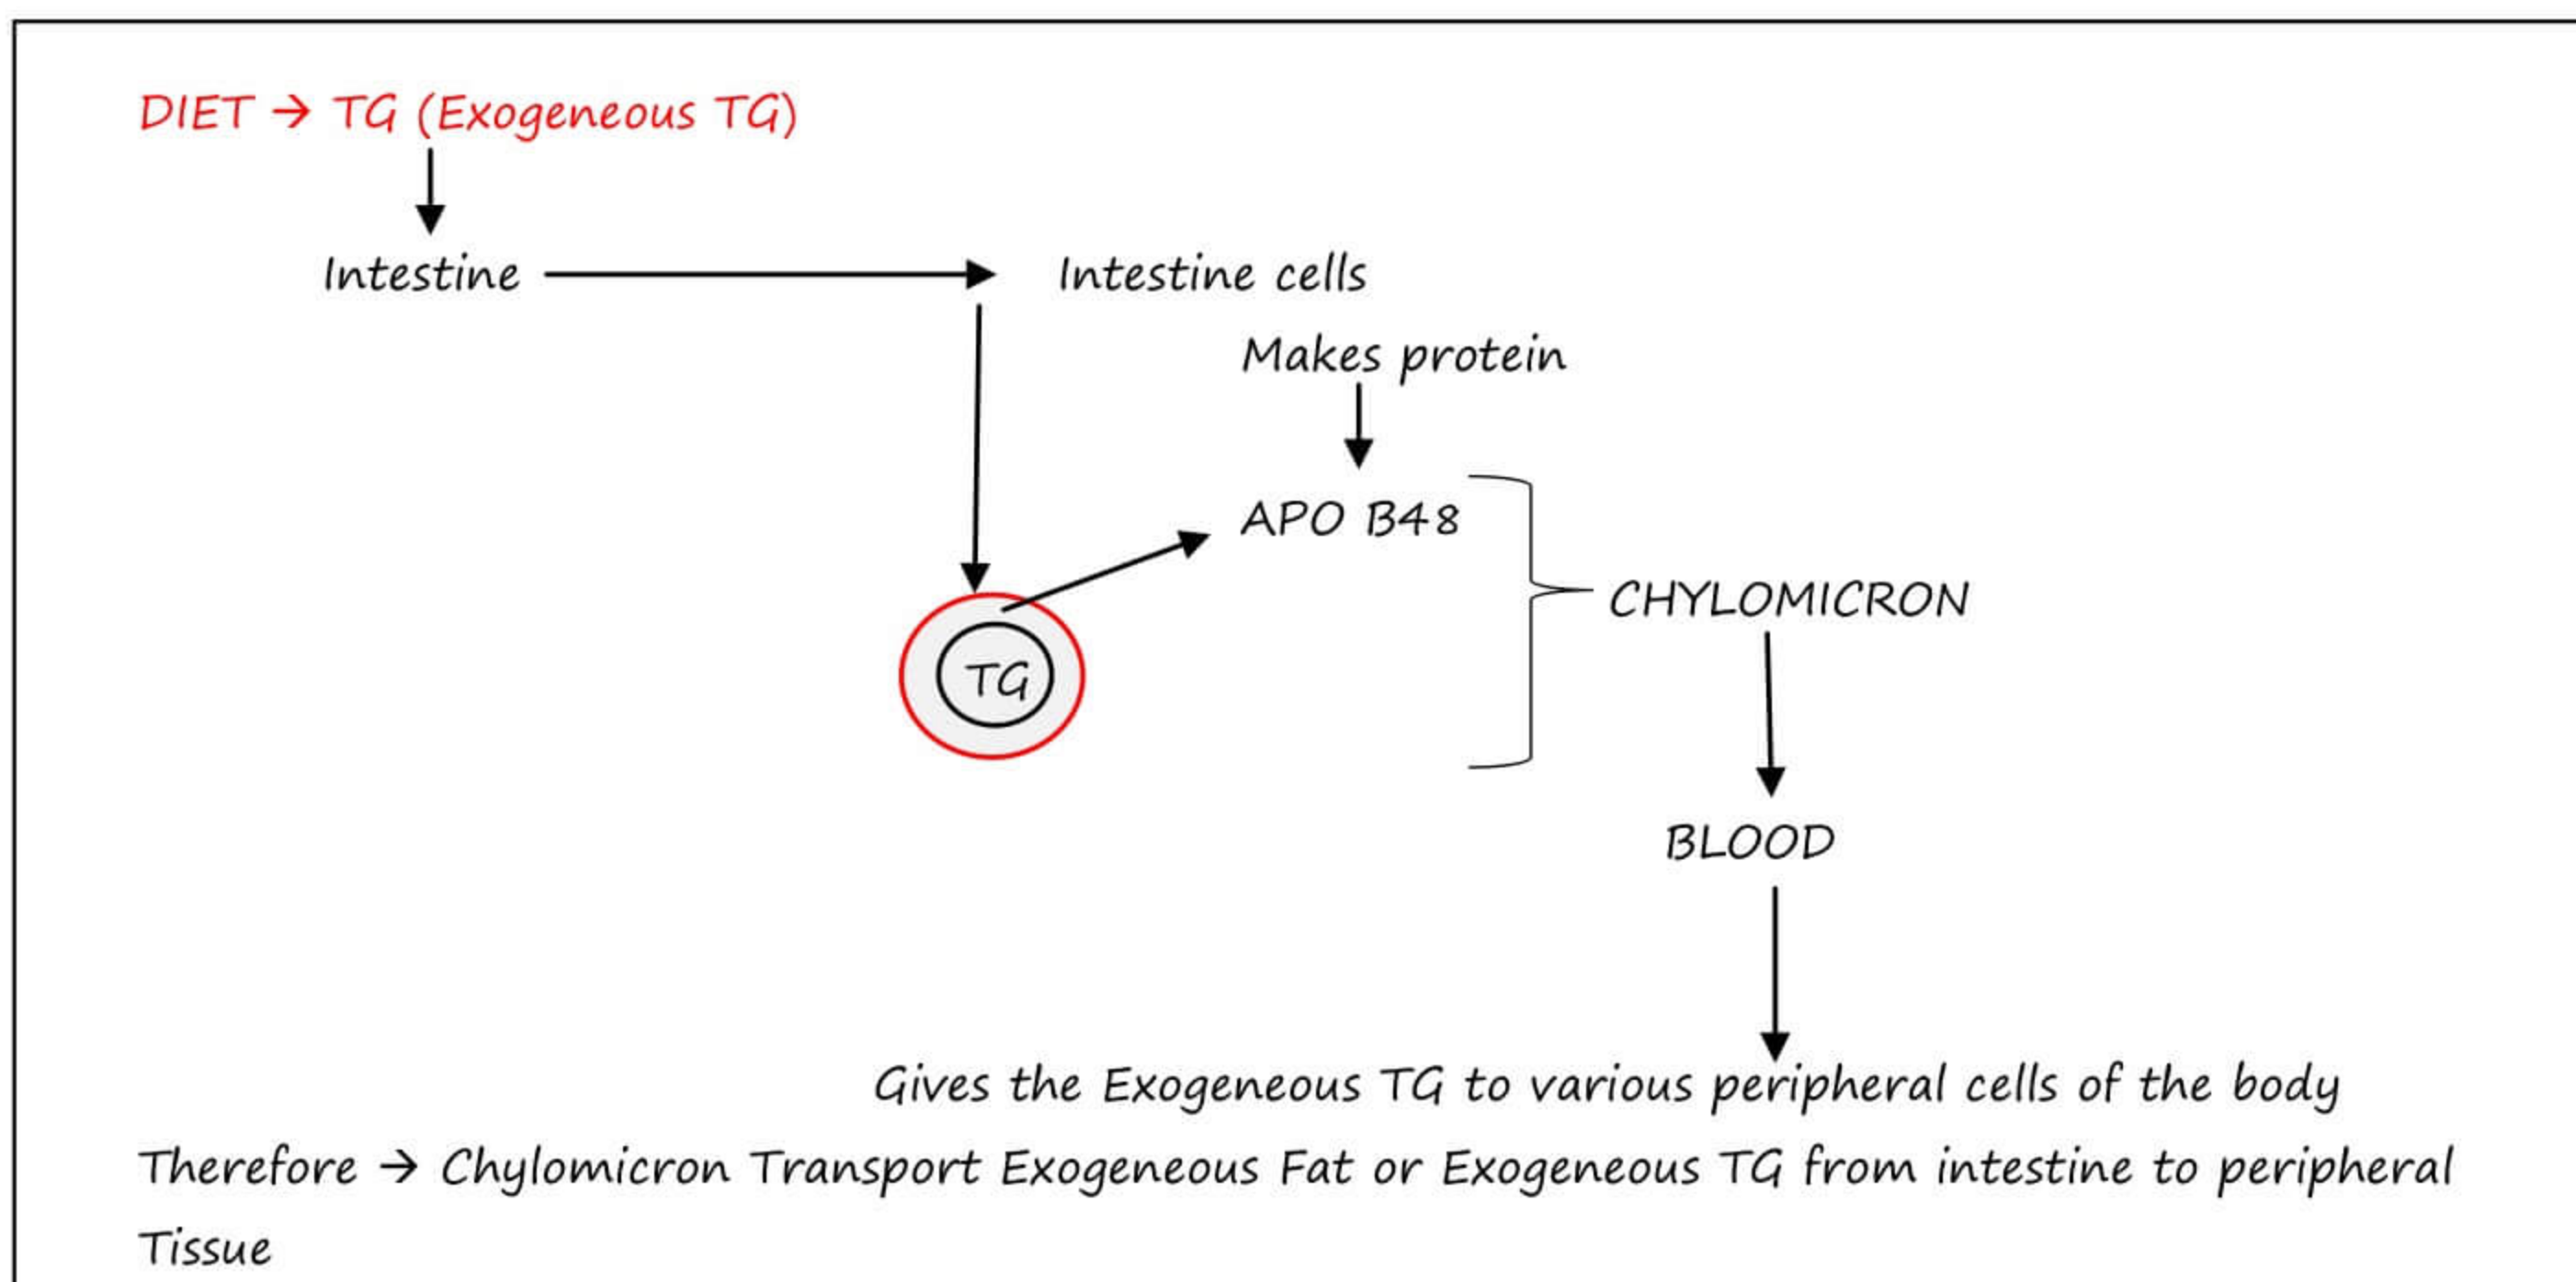 DIET → TG (Exogeneous TG)
Intestine
Intestine cells
Makes protein
APO B48
CHYLOMICRON
TG
BLOOD
Gives the Exogeneous TG to various peripheral cells of the body
Therefore → Chylomicron Transport Exogeneous Fat or Exogeneous TG from intestine to peripheral
Tissue